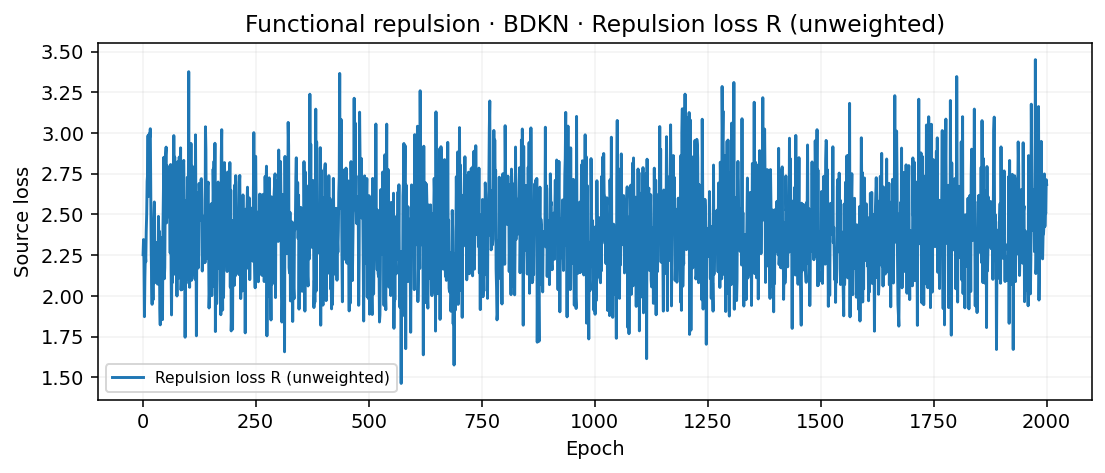 Functional repulsion · BDKN · Repulsion loss R (unweighted)
3.50
3.25
3.00
2.75
2.50
2.25
2.00
1.75
1.50
Source loss
Repulsion loss R (unweighted)
0 250 500 750 1000 1250 1500 1750 2000
Epoch